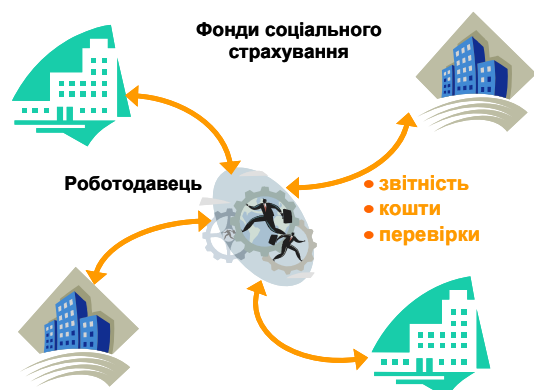 Фонди соціального
страхування
Роботодавець
• звітність
• кошти
• перевірки